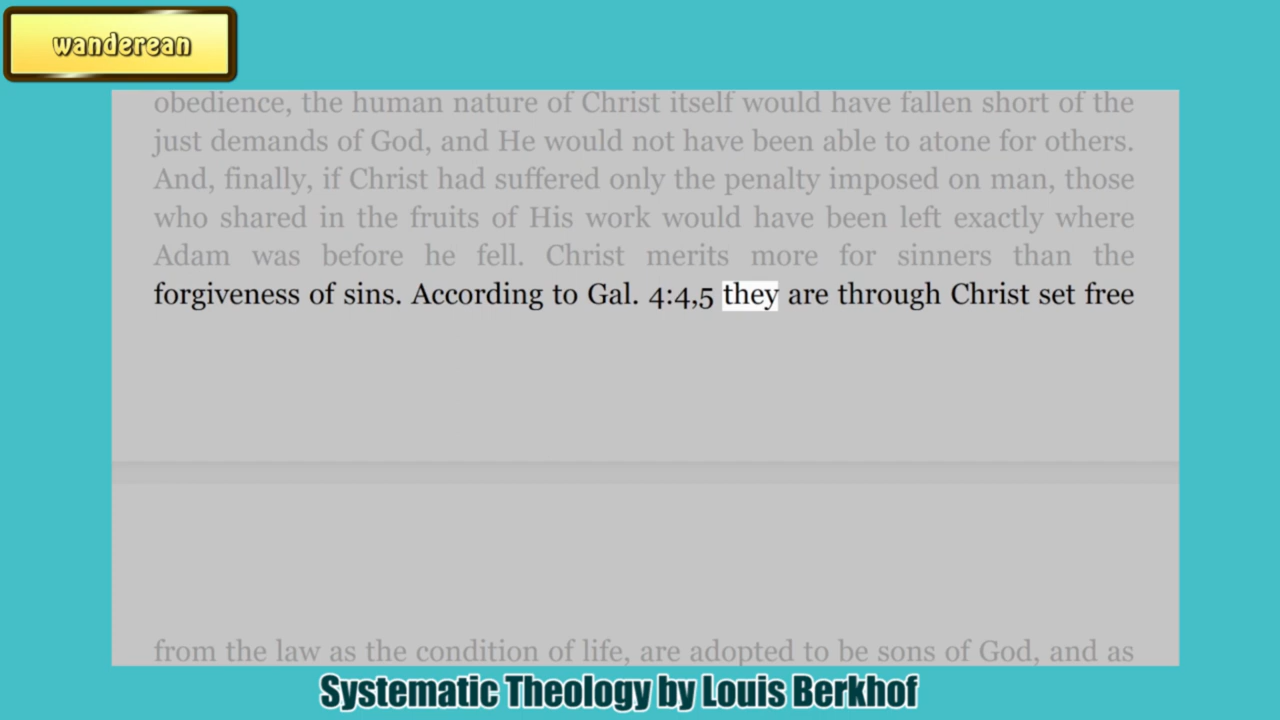 wanderean
obedience, the human nature of Christ itself would have fallen short of the
just demands of God, and He would not have been able to atone for others.
And, finally, if Christ had suffered only the penalty imposed on man, those
who shared in the fruits of His work would have been left exactly where
Adam was before he fell. Christ merits more for sinners than the
forgiveness of sins. According to Gal. 4:4,5 they are through Christ set free
from the law as the condition of life, are adopted to be sons of God, and as
Systematic Theology by Louis Berkhof